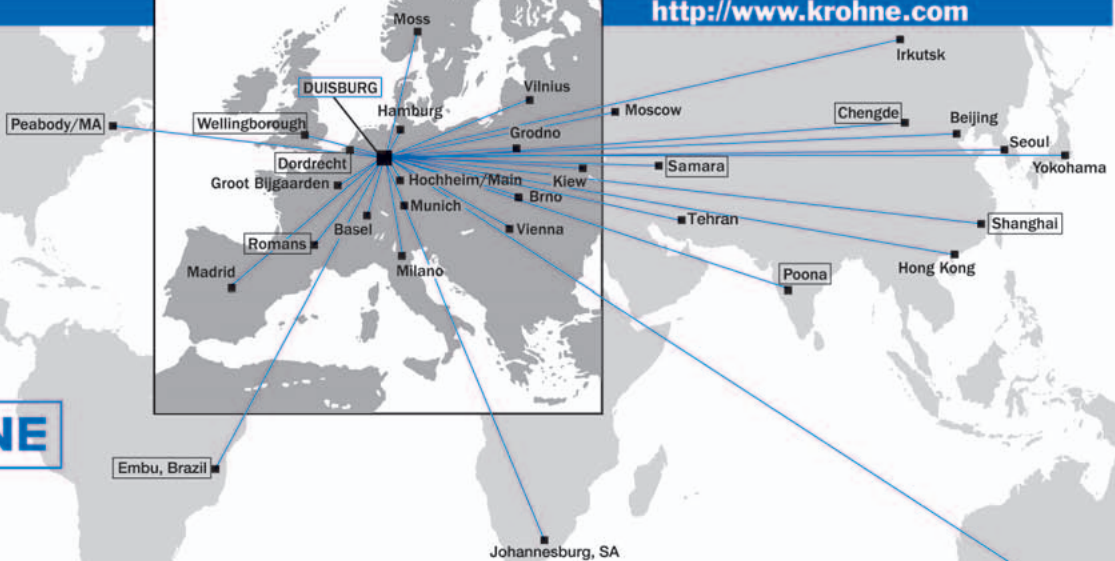 http://www.krohne.com
Moss
Irkutsk
DUISBURG
Vilnius
Hamburg
Moscow
Chengde
Peabody/MA
Wellingborough
Beijing
Grodno
Seoul
Dordrecht
Samara
Yokohama
Groot Bijgaarden
Hochheim/Main
Kiew
Brno
Munich
Tehran
Shanghai
Basel
Vienna
Romans
Madrid
Milano
Poona
Hong Kong
NE
Embu, Brazil
Johannesburg, SA